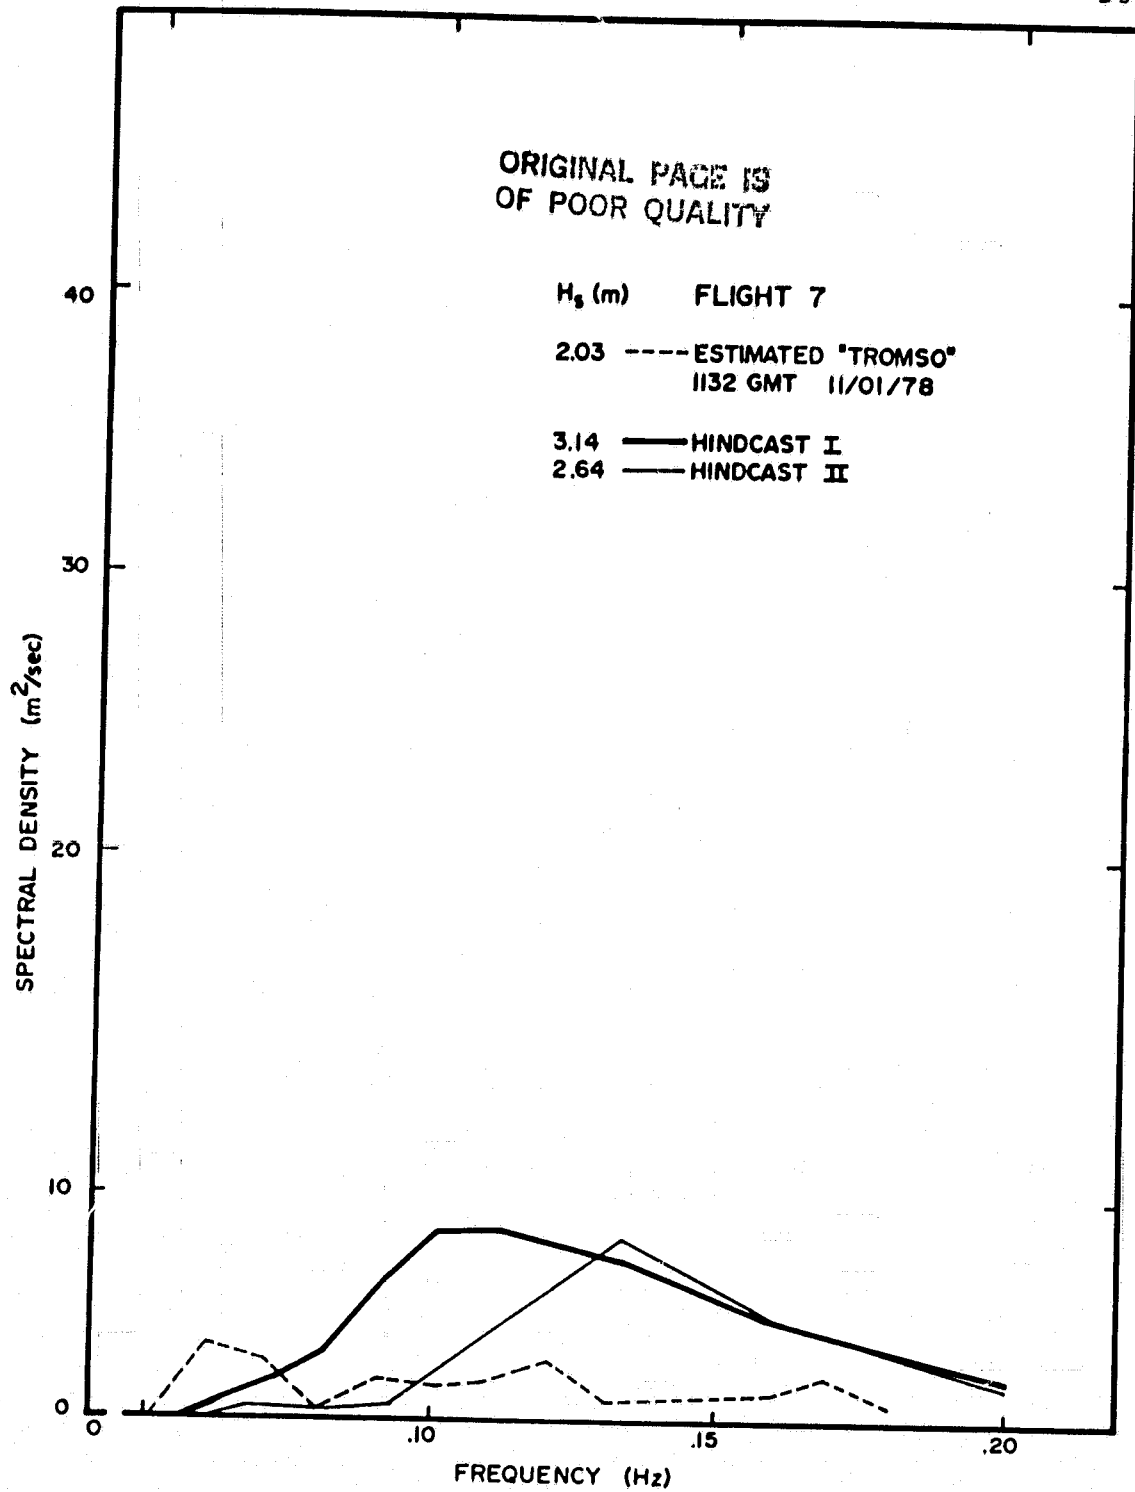 ORIGINAL PAGE IS
OF POOR QUALITY
Hs (m) FLIGHT 7
2.03 ---- ESTIMATED "TROMSO"
1132 GMT 11/01/78
3.14 HINDCAST I
2.64 HINDCAST II
40
30
20
10
0
SPECTRAL DENSITY (m²/sec)
0 .10 .15 .20
FREQUENCY (Hz)